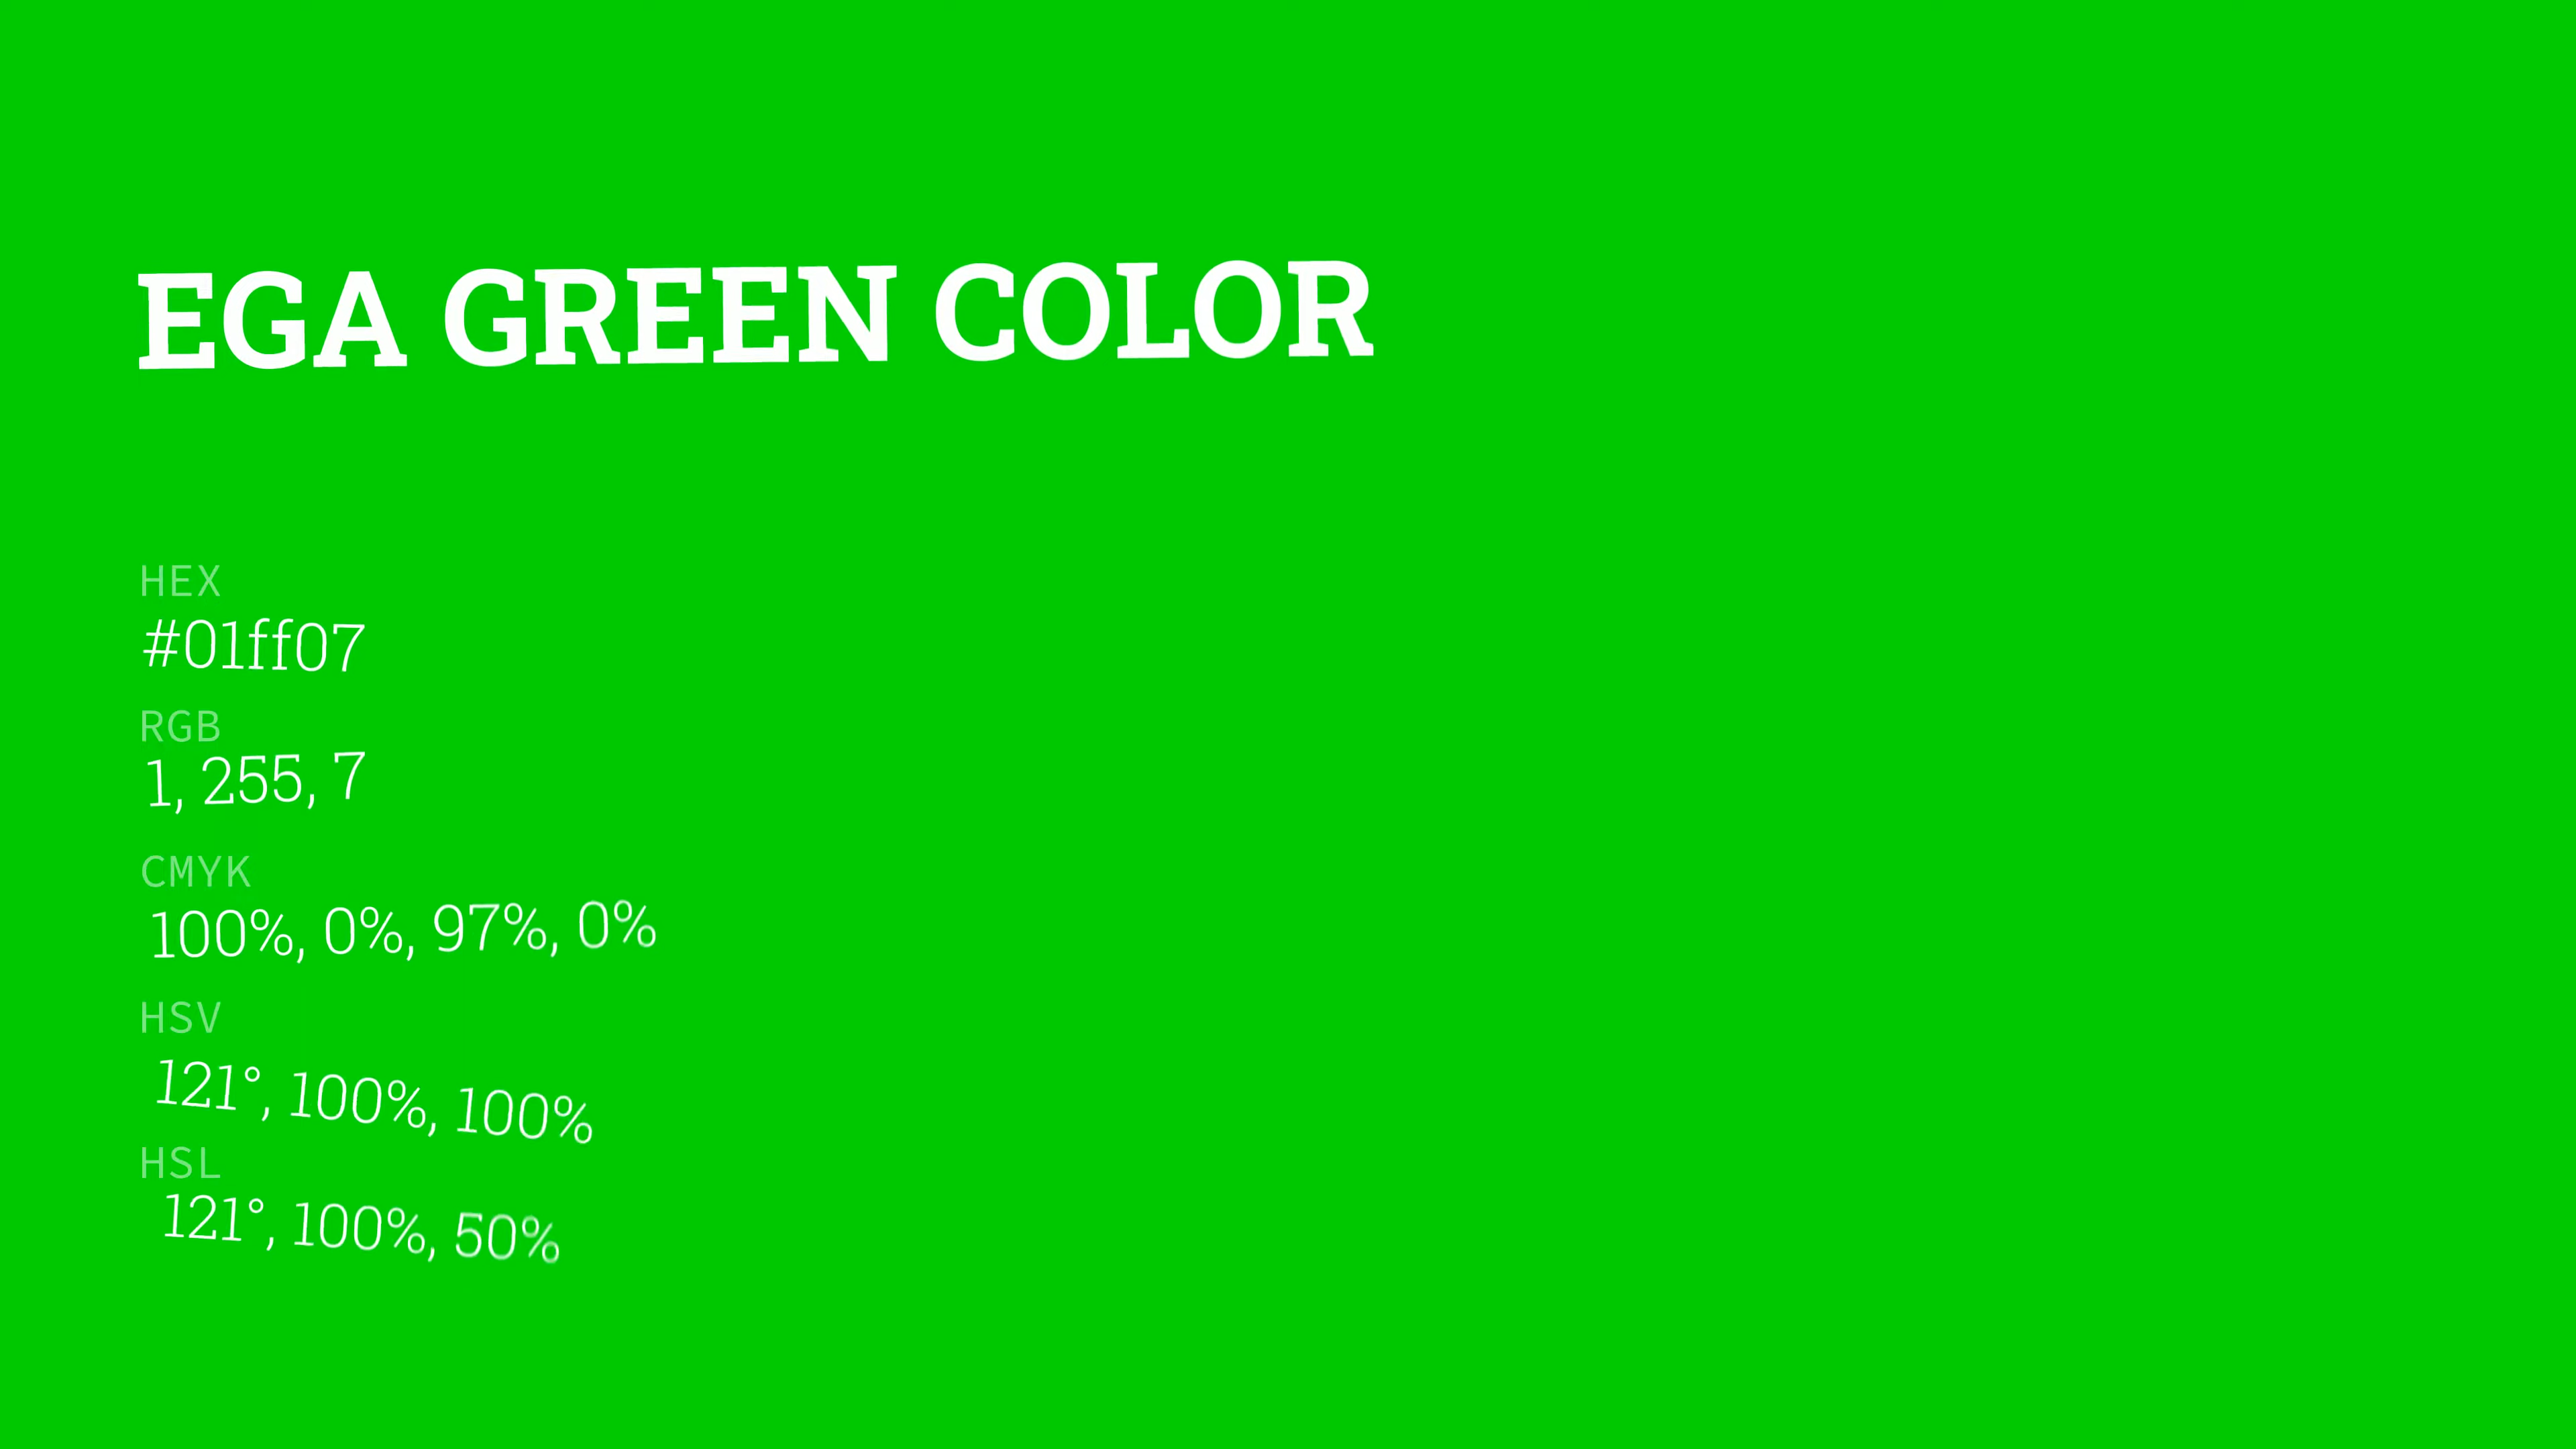 EGA GREEN COLOR
HEX
#01ff07
RGB
1, 255, 7
CMYK
100%, 0%, 97%, 0%
HSV
121°, 100%, 100%
HSL
121°, 100%, 50%